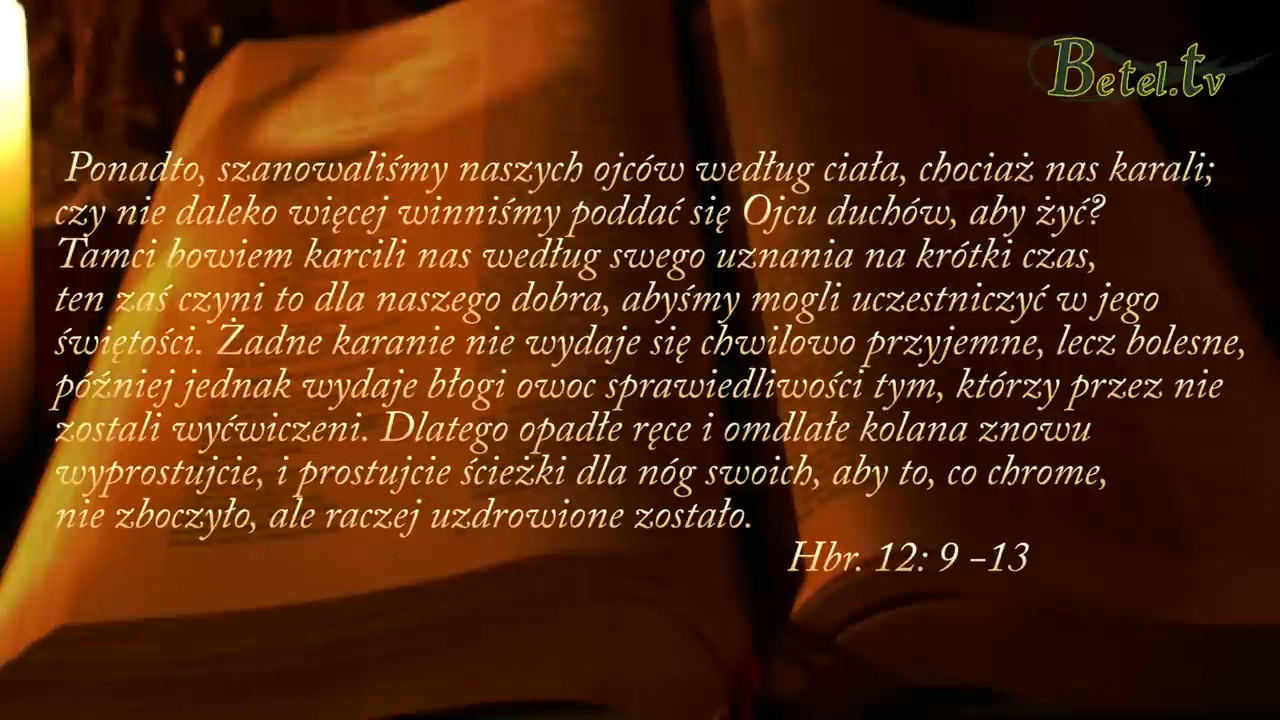 Betel.tv
Ponadto, szanowaliśmy naszych ojców według ciała, chociaż nas karali;
czy nie daleko więcej winniśmy poddać się Ojcu duchów, aby żyć?
Tamci bowiem karcili nas według swego uznania na krótki czas,
ten zaś czyni to dla naszego dobra, abyśmy mogli uczestniczyć w jego
świętości. Żadne karanie nie wydaje się chwilowo przyjemne, lecz bolesne,
później jednak wydaje błogi owoc sprawiedliwości tym, którzy przez nie
zostali wyćwiczeni. Dlatego opadłe ręce i omdlałe kolana znowu
wyprostujcie, i prostujcie ścieżki dla nóg swoich, aby to, co chrome,
nie zboczyło, ale raczej uzdrowione zostało.
Hbr. 12: 9 -13